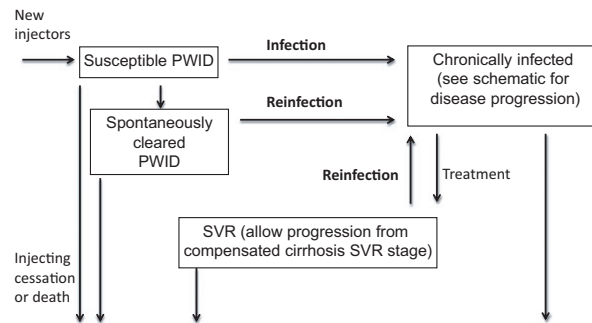 New
injectors
Susceptible PWID
Infection
Chronically infected
(see schematic for
disease progression)
Spontaneously
cleared
PWID
Reinfection
Reinfection
Treatment
SVR (allow progression from
compensated cirrhosis SVR stage)
Injecting
cessation
or death